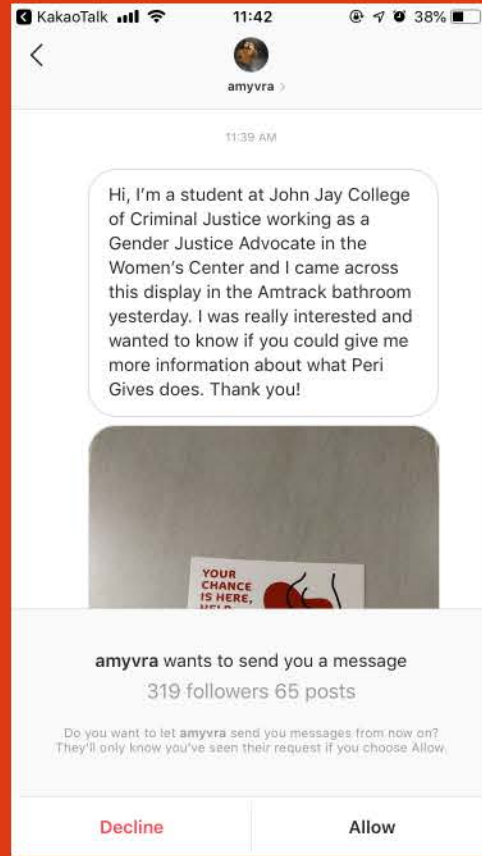 KakaoTalk 11:42 38%
amyvra
11:39 AM
Hi, I'm a student at John Jay College
of Criminal Justice working as a
Gender Justice Advocate in the
Women's Center and I came across
this display in the Amtrack bathroom
yesterday. I was really interested and
wanted to know if you could give me
more information about what Peri
Gives does. Thank you!
YOUR
CHANCE
IS HERE,
HELP
amyvra wants to send you a message
319 followers 65 posts
Do you want to let amyvra send you messages from now on?
They'll only know you've seen their request if you choose Allow.
Decline Allow